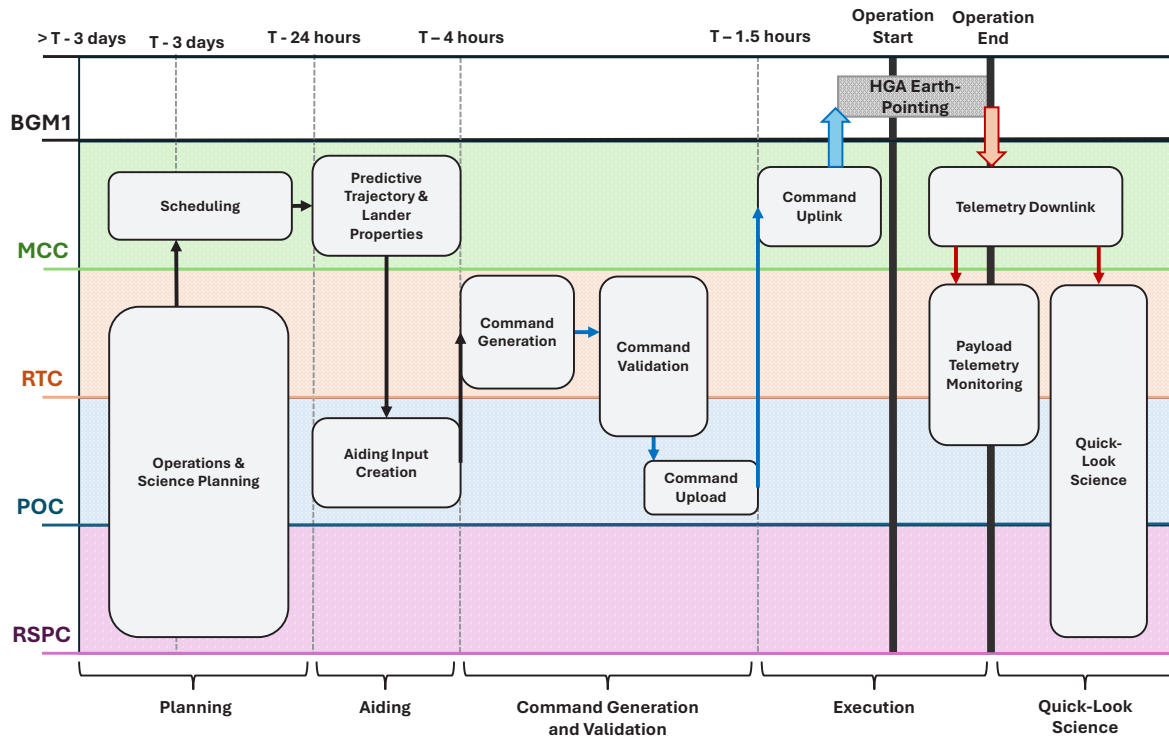 > T - 3 days
T - 3 days
T - 24 hours
T – 4 hours
T – 1.5 hours
Operation
Start
Operation
End
BGM1
HGA Earth-
Pointing
MCC
Scheduling
Predictive
Trajectory &
Lander
Properties
Command
Uplink
Telemetry Downlink
RTC
Command
Generation
Command
Validation
Payload
Telemetry
Monitoring
POC
Operations &
Science Planning
Aiding Input
Creation
Command
Upload
Quick-
Look
Science
RSPC
Planning
Aiding
Command Generation
and Validation
Execution
Quick-Look
Science